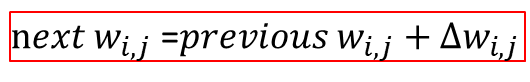 next w_{i,j} =previous w_{i,j} + Δw_{i,j}